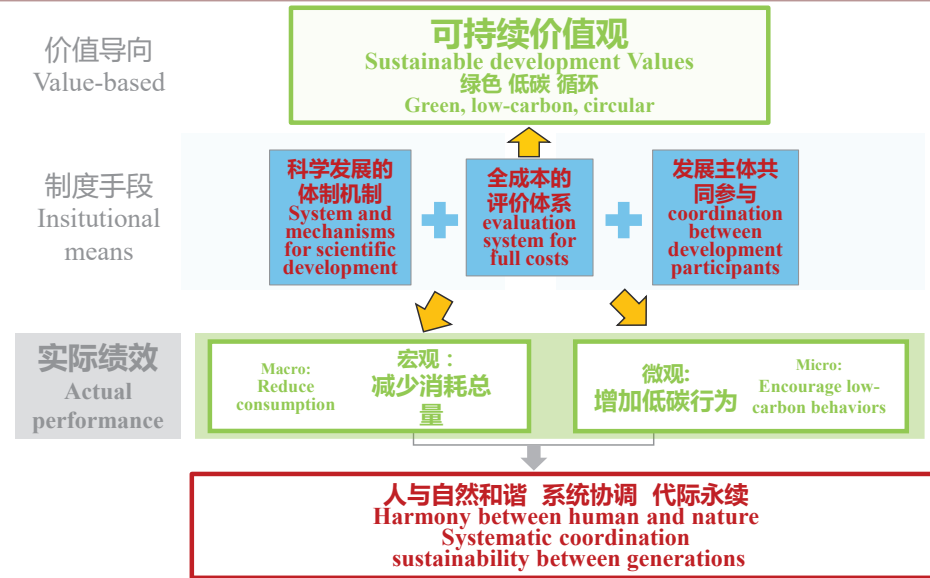 价值导向
Value-based
可持续价值观
Sustainable development Values
绿色 低碳 循环
Green, low-carbon, circular
制度手段
Insitutional
means
科学发展的
体制机制
System and
mechanisms
for scientific
development
全成本的
评价体系
evaluation
system for
full costs
发展主体共
同参与
coordination
between
development
participants
实际绩效
Actual
performance
Macro:
Reduce
consumption
宏观：
减少消耗总
量
微观:
增加低碳行为
Micro:
Encourage low-
carbon behaviors
人与自然和谐 系统协调 代际永续
Harmony between human and nature
Systematic coordination
sustainability between generations